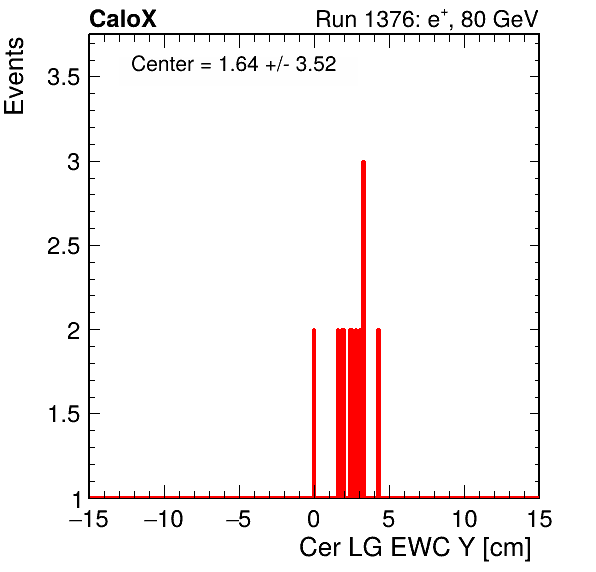 CaloX
Run 1376: e+, 80 GeV
Events
Center = 1.64 +/- 3.52
3.5
3
2.5
2
1.5
1
−15 −10 −5 0 5 10 15
Cer LG EWC Y [cm]